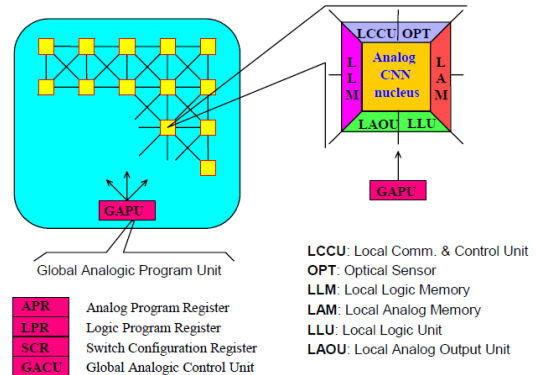 LCCU OPT
L
L
M
Analog
CNN
nucleus
L
A
M
LAOU LLU
GAPU
GAPU
Global Analogic Program Unit
APR Analog Program Register
LPR Logic Program Register
SCR Switch Configuration Register
GACU Global Analogic Control Unit
LCCU: Local Comm. & Control Unit
OPT: Optical Sensor
LLM: Local Logic Memory
LAM: Local Analog Memory
LLU: Local Logic Unit
LAOU: Local Analog Output Unit